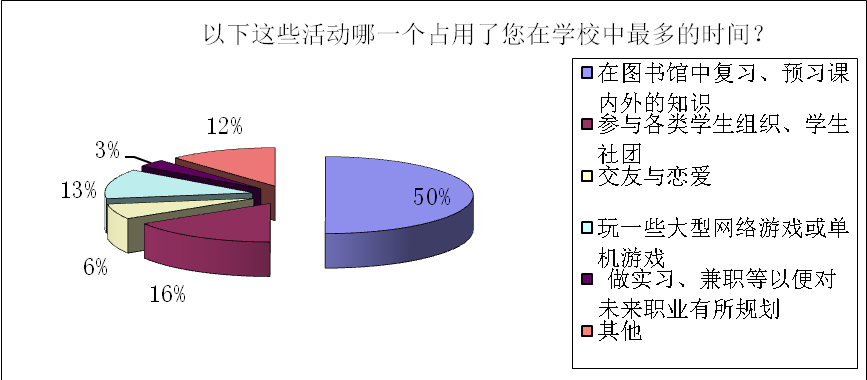 以下这些活动哪一个占用了您在学校中最多的时间？
12%
3%
13%
6%
16%
50%
在图书馆中复习、预习课
内外的知识
参与各类学生组织、学生
社团
交友与恋爱
玩一些大型网络游戏或单
机游戏
做实习、兼职等以便对
未来职业有所规划
其他